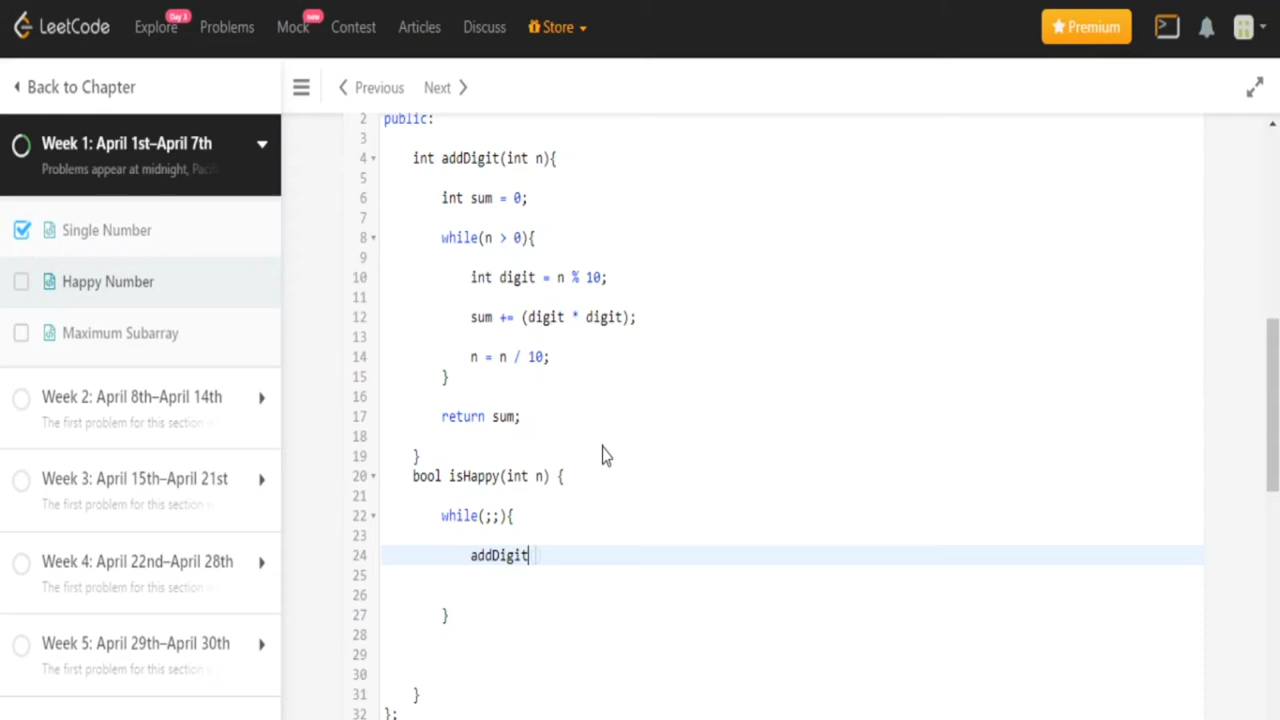 LeetCode Explore Day 3 Problems Mock new Contest Articles Discuss Store Premium
Back to Chapter
Previous Next
Week 1: April 1st–April 7th
Problems appear at midnight, Pacific
Single Number
Happy Number
Maximum Subarray
Week 2: April 8th–April 14th
The first problem for this section
Week 3: April 15th–April 21st
The first problem for this section
Week 4: April 22nd–April 28th
The first problem for this section
Week 5: April 29th–April 30th
The first problem for this section
2 public:
3
4 int addDigit(int n){
5
6 int sum = 0;
7
8 while(n > 0){
9
10 int digit = n % 10;
11
12 sum += (digit * digit);
13
14 n = n / 10;
15 }
16
17 return sum;
18
19 }
20 bool isHappy(int n) {
21
22 while(;;){
23
24 addDigit
25
26
27 }
28
29
30
31 }
32 };